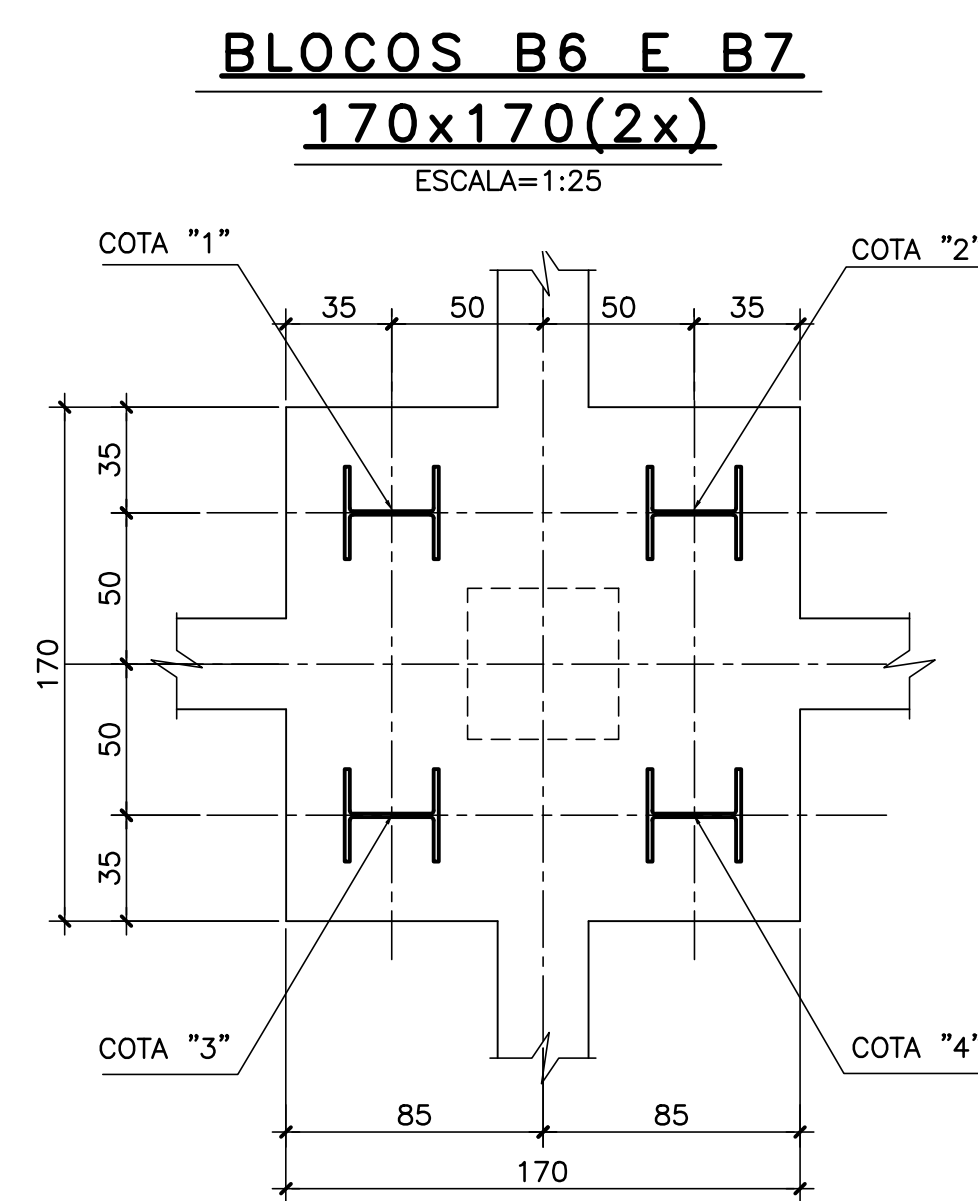 BLOCOS B6 E B7
170x170(2x)
ESCALA=1:25
COTA "1"
COTA "2"
35 50 50 35
35
50
170
50
35
COTA "3"
COTA "4"
85 85
170